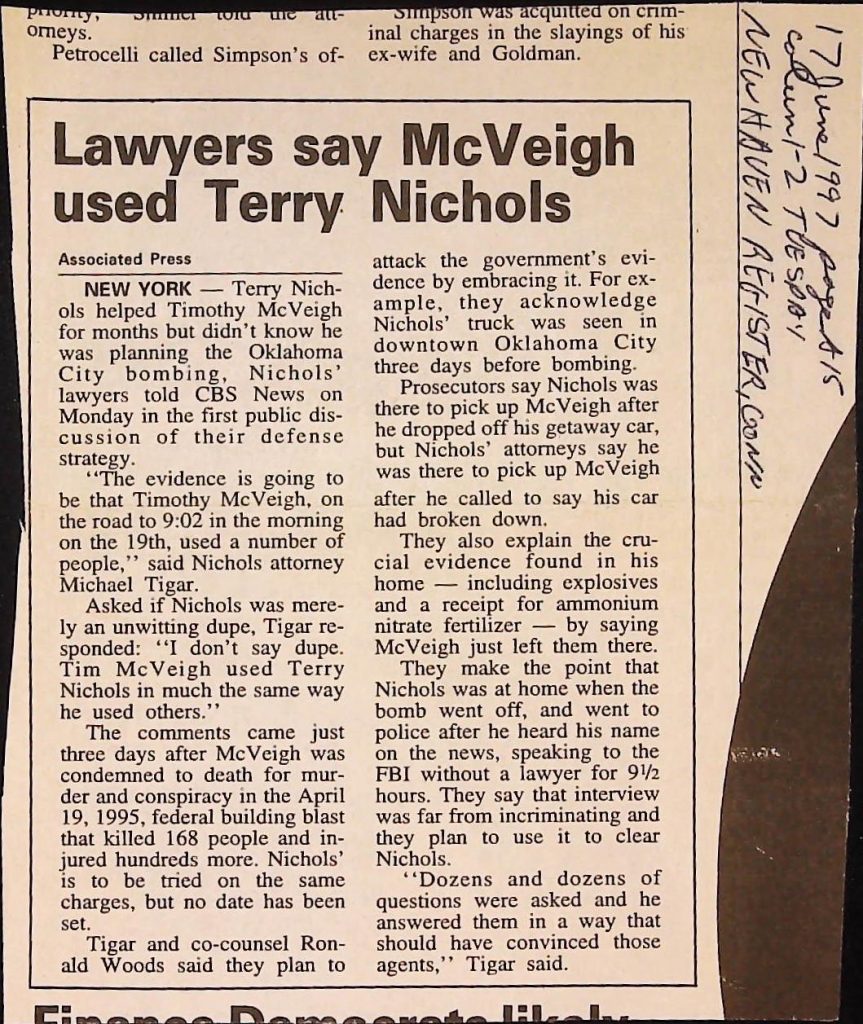 priority, Skinner told the att-
orneys.
Petrocelli called Simpson's of-
Simpson was acquitted on crim-
inal charges in the slayings of his
ex-wife and Goldman.
Lawyers say McVeigh
used Terry Nichols
Associated Press
NEW YORK — Terry Nich-
ols helped Timothy McVeigh
for months but didn't know he
was planning the Oklahoma
City bombing, Nichols'
lawyers told CBS News on
Monday in the first public dis-
cussion of their defense
strategy.
"The evidence is going to
be that Timothy McVeigh, on
the road to 9:02 in the morning
on the 19th, used a number of
people," said Nichols attorney
Michael Tigar.
Asked if Nichols was mere-
ly an unwitting dupe, Tigar re-
sponded: "I don't say dupe.
Tim McVeigh used Terry
Nichols in much the same way
he used others."
The comments came just
three days after McVeigh was
condemned to death for mur-
der and conspiracy in the April
19, 1995, federal building blast
that killed 168 people and in-
jured hundreds more. Nichols'
is to be tried on the same
charges, but no date has been
set.
Tigar and co-counsel Ron-
ald Woods said they plan to
attack the government's evi-
dence by embracing it. For ex-
ample, they acknowledge
Nichols' truck was seen in
downtown Oklahoma City
three days before bombing.
Prosecutors say Nichols was
there to pick up McVeigh after
he dropped off his getaway car,
but Nichols' attorneys say he
was there to pick up McVeigh
after he called to say his car
had broken down.
They also explain the cru-
cial evidence found in his
home — including explosives
and a receipt for ammonium
nitrate fertilizer — by saying
McVeigh just left them there.
They make the point that
Nichols was at home when the
bomb went off, and went to
police after he heard his name
on the news, speaking to the
FBI without a lawyer for 9½
hours. They say that interview
was far from incriminating and
they plan to use it to clear
Nichols.
"Dozens and dozens of
questions were asked and he
answered them in a way that
should have convinced those
agents," Tigar said.
17 June 1997 page A15
column 1-2 TUESDAY
NEW HAVEN REGISTER, CONN
Finance Democrats likely